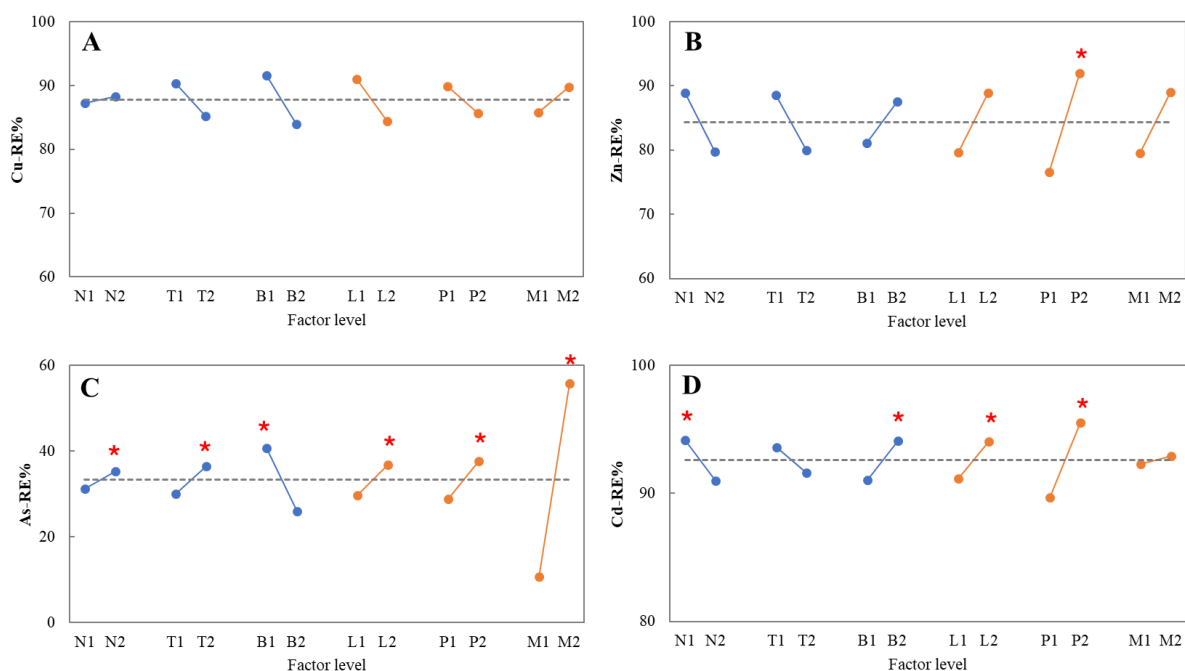 A
Cu-RE%
100
90
80
70
60
N1 N2 T1 T2 B1 B2 L1 L2 P1 P2 M1 M2
Factor level
B
*
Zn-RE%
100
90
80
70
60
N1 N2 T1 T2 B1 B2 L1 L2 P1 P2 M1 M2
Factor level
C
* * * * * *
As-RE%
60
40
20
0
N1 N2 T1 T2 B1 B2 L1 L2 P1 P2 M1 M2
Factor level
D
* * * *
Cd-RE%
100
90
80
N1 N2 T1 T2 B1 B2 L1 L2 P1 P2 M1 M2
Factor level